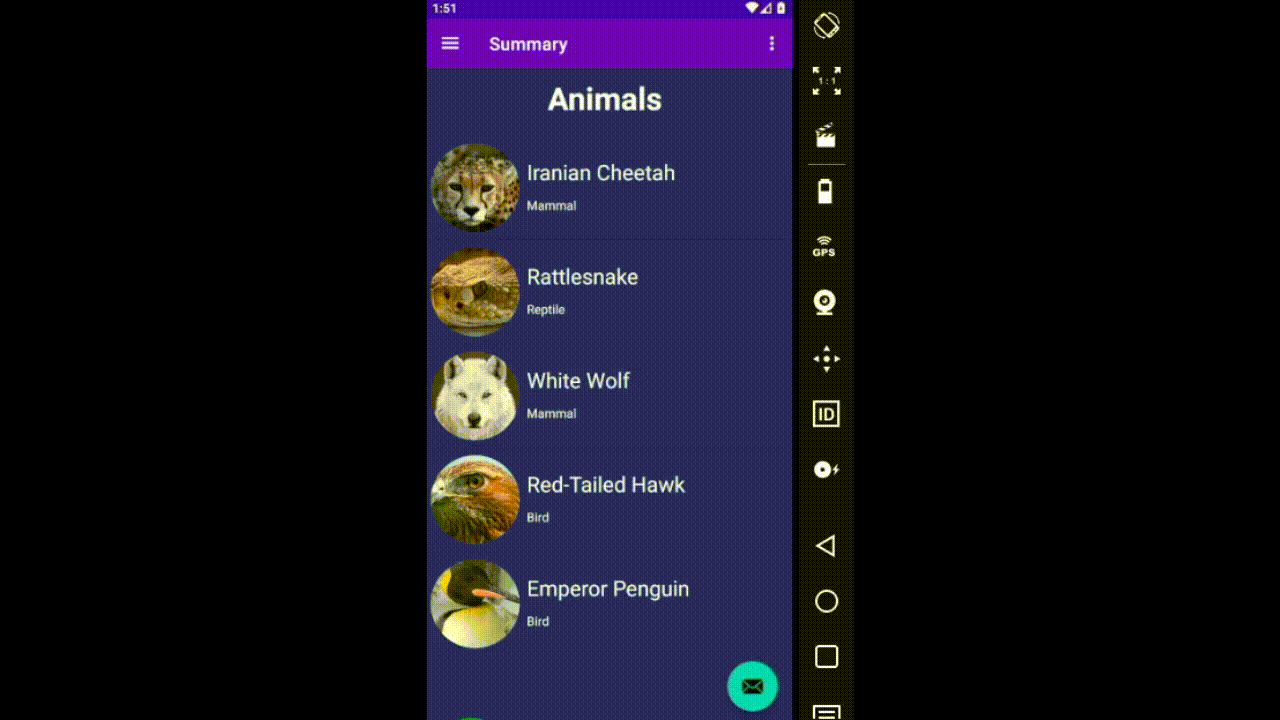 1:51
Summary
Animals
Iranian Cheetah
Mammal
Rattlesnake
Reptile
White Wolf
Mammal
Red-Tailed Hawk
Bird
Emperor Penguin
Bird
1:1
GPS
ID